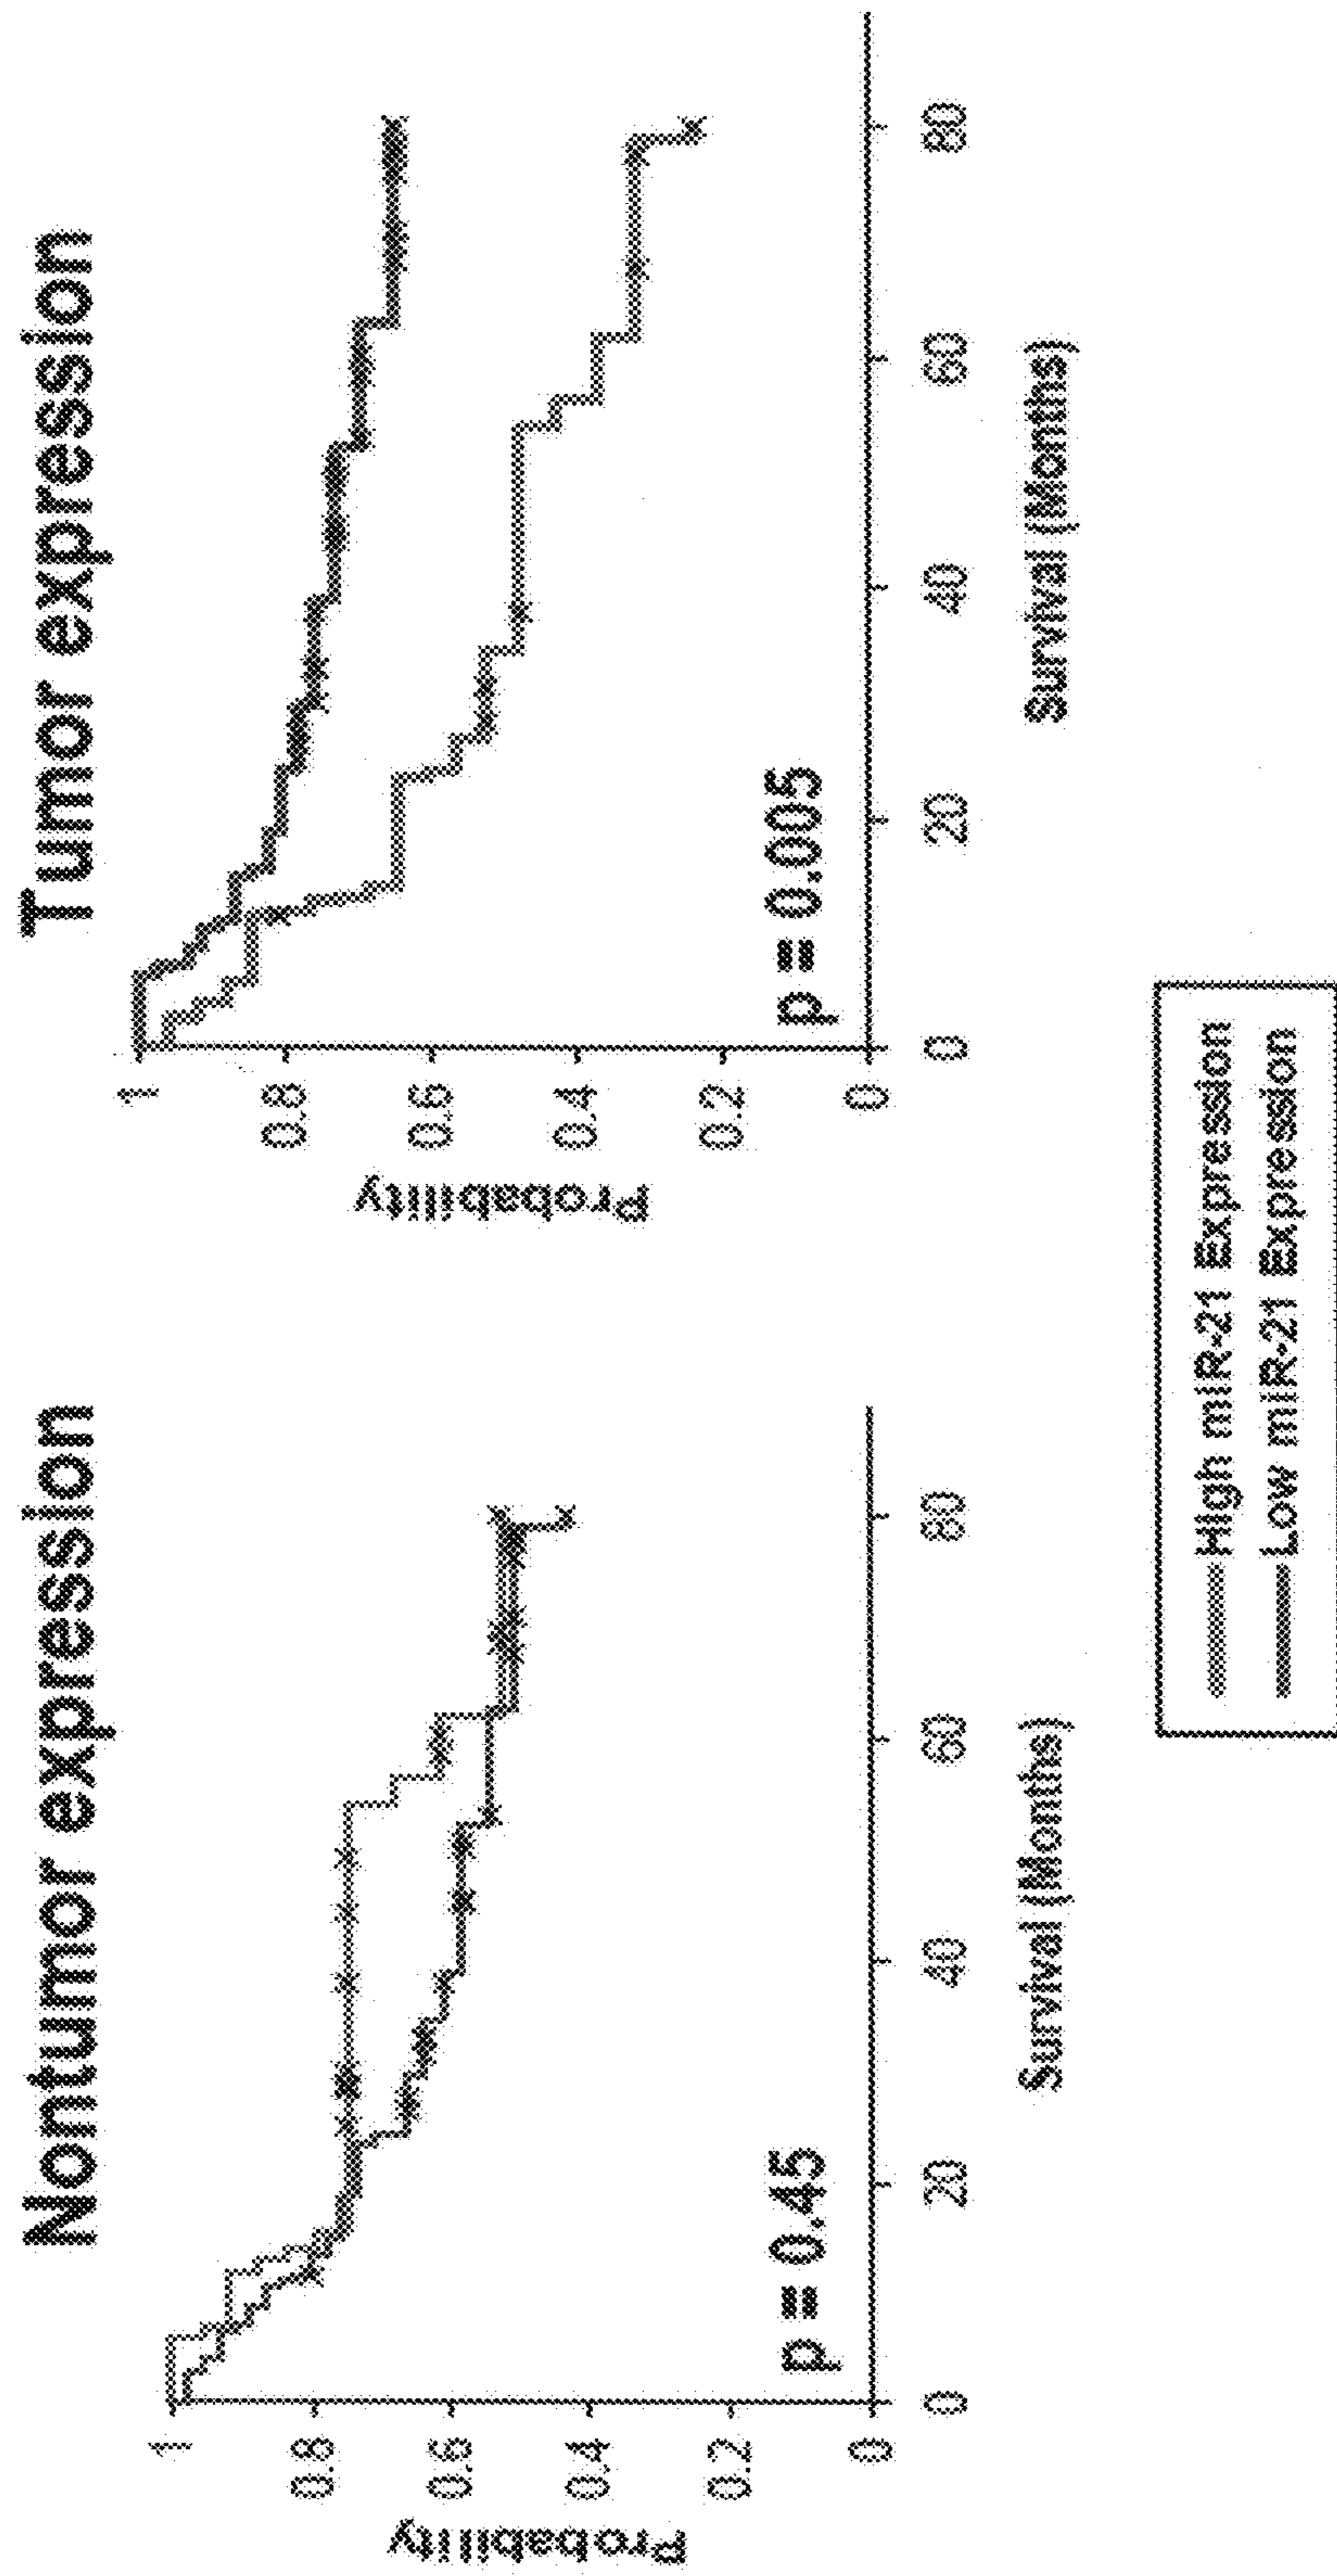 Nontumor expression
Probability
1
0.8
0.6
0.4
0.2
0
p = 0.45
0 20 40 60 80
Survival (Months)
Tumor expression
Probability
1
0.8
0.6
0.4
0.2
0
p = 0.005
0 20 40 60 80
Survival (Months)
High miR-21 Expression
Low miR-21 Expression